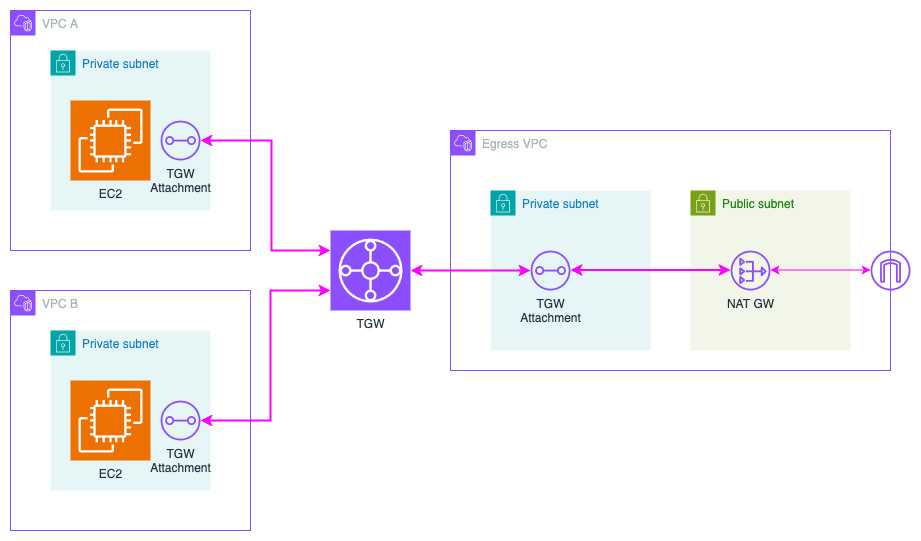 VPC A
Private subnet
EC2
TGW
Attachment
VPC B
Private subnet
EC2
TGW
Attachment
TGW
Egress VPC
Private subnet
TGW
Attachment
Public subnet
NAT GW